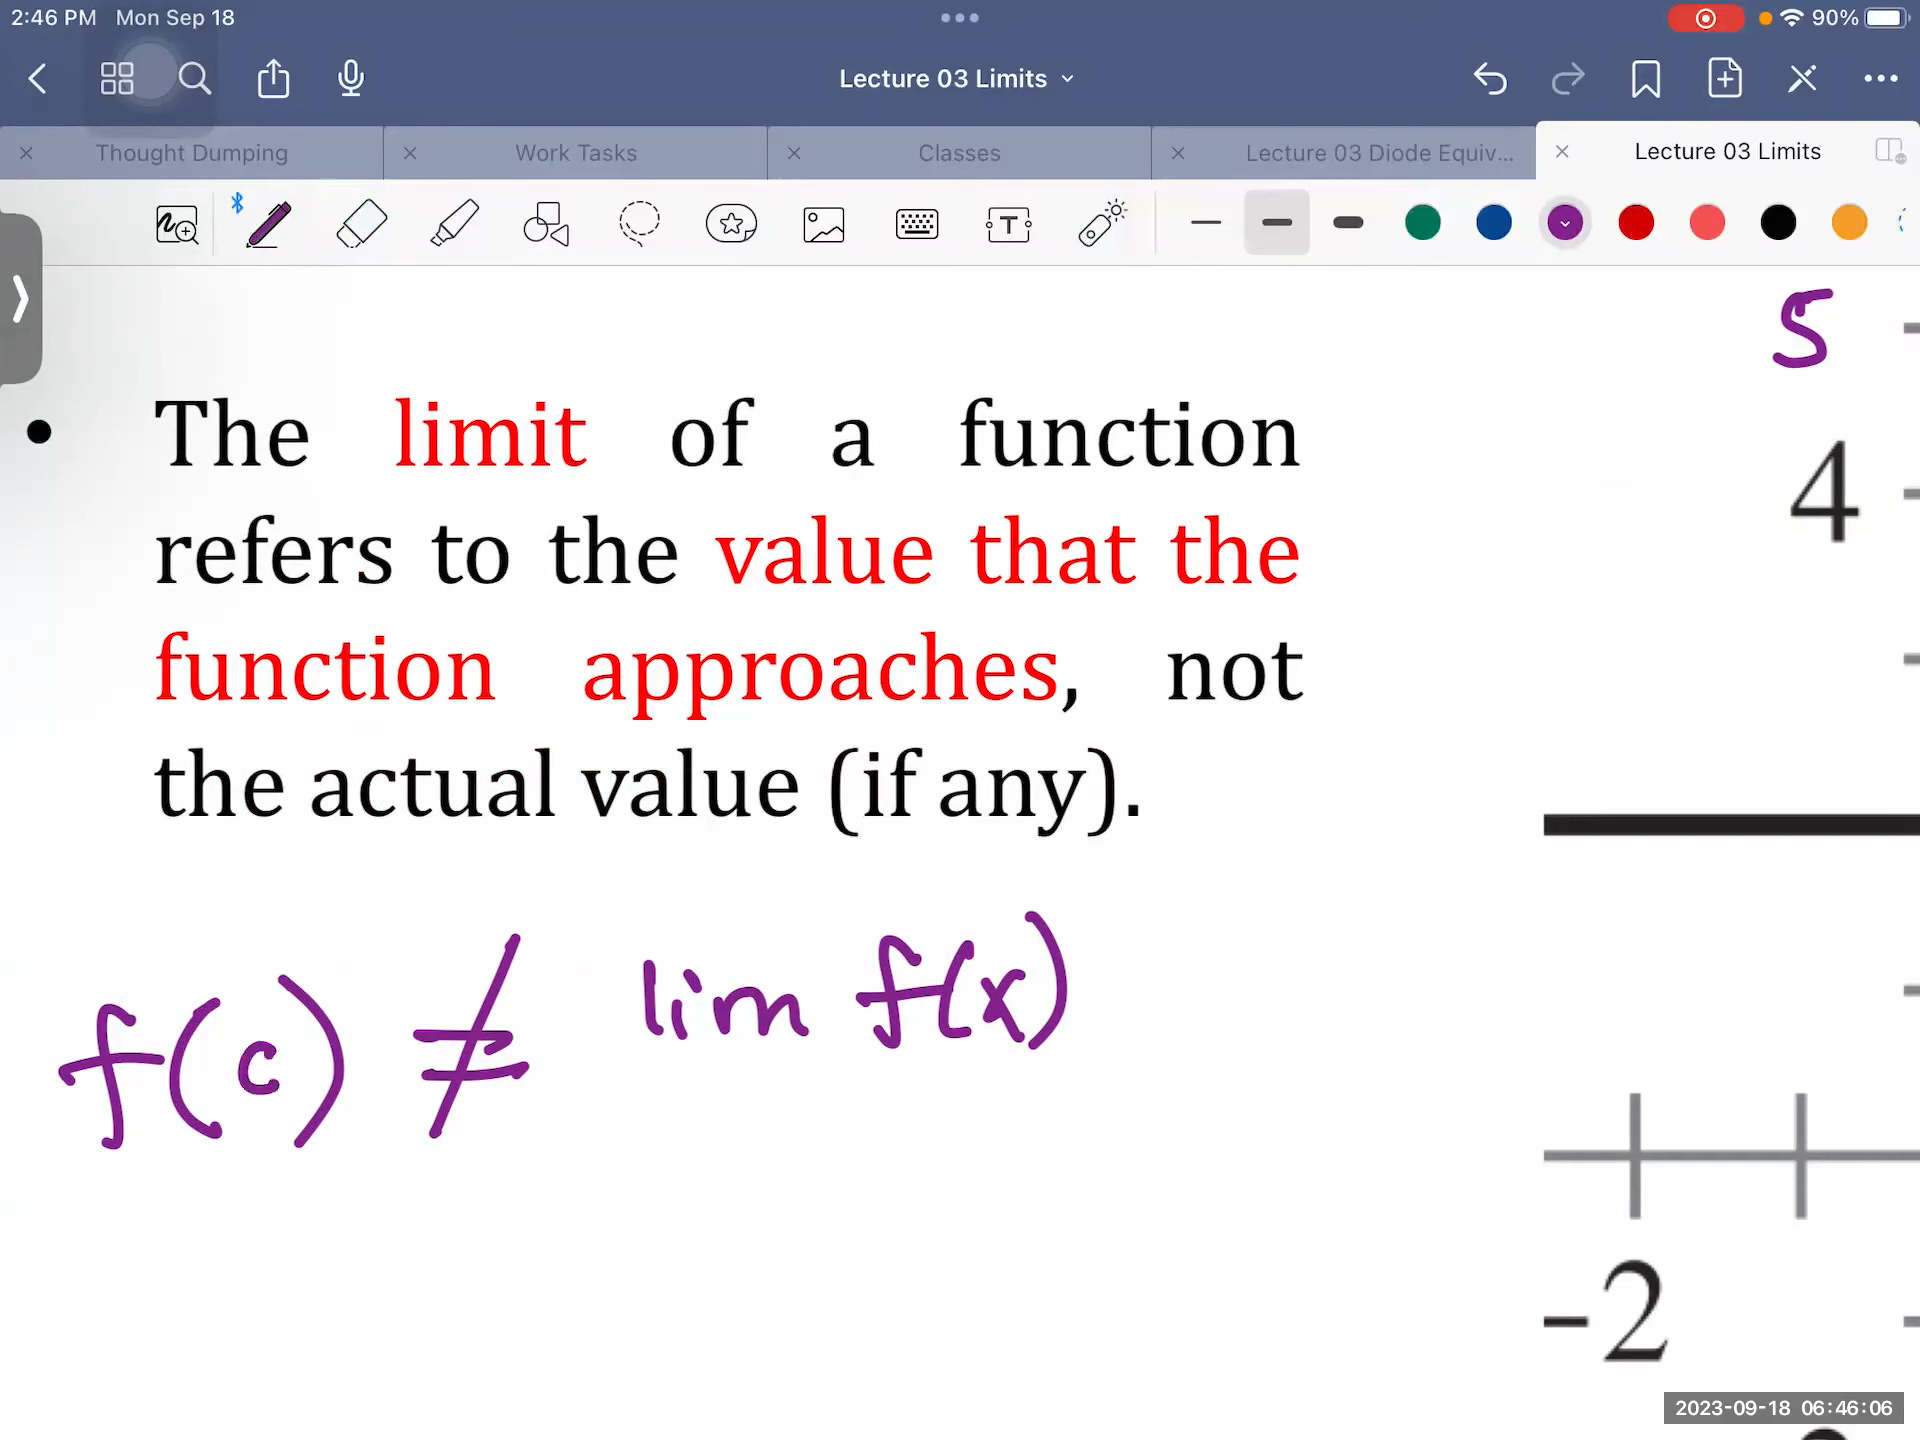 2:46 PM Mon Sep 18
90%
Lecture 03 Limits
Thought Dumping
Work Tasks
Classes
Lecture 03 Diode Equiv...
Lecture 03 Limits
T
5
• The limit of a function
refers to the value that the
function approaches, not
the actual value (if any).
4
f(c) ≠ lim f(x)
-2
2023-09-18 06:46:06